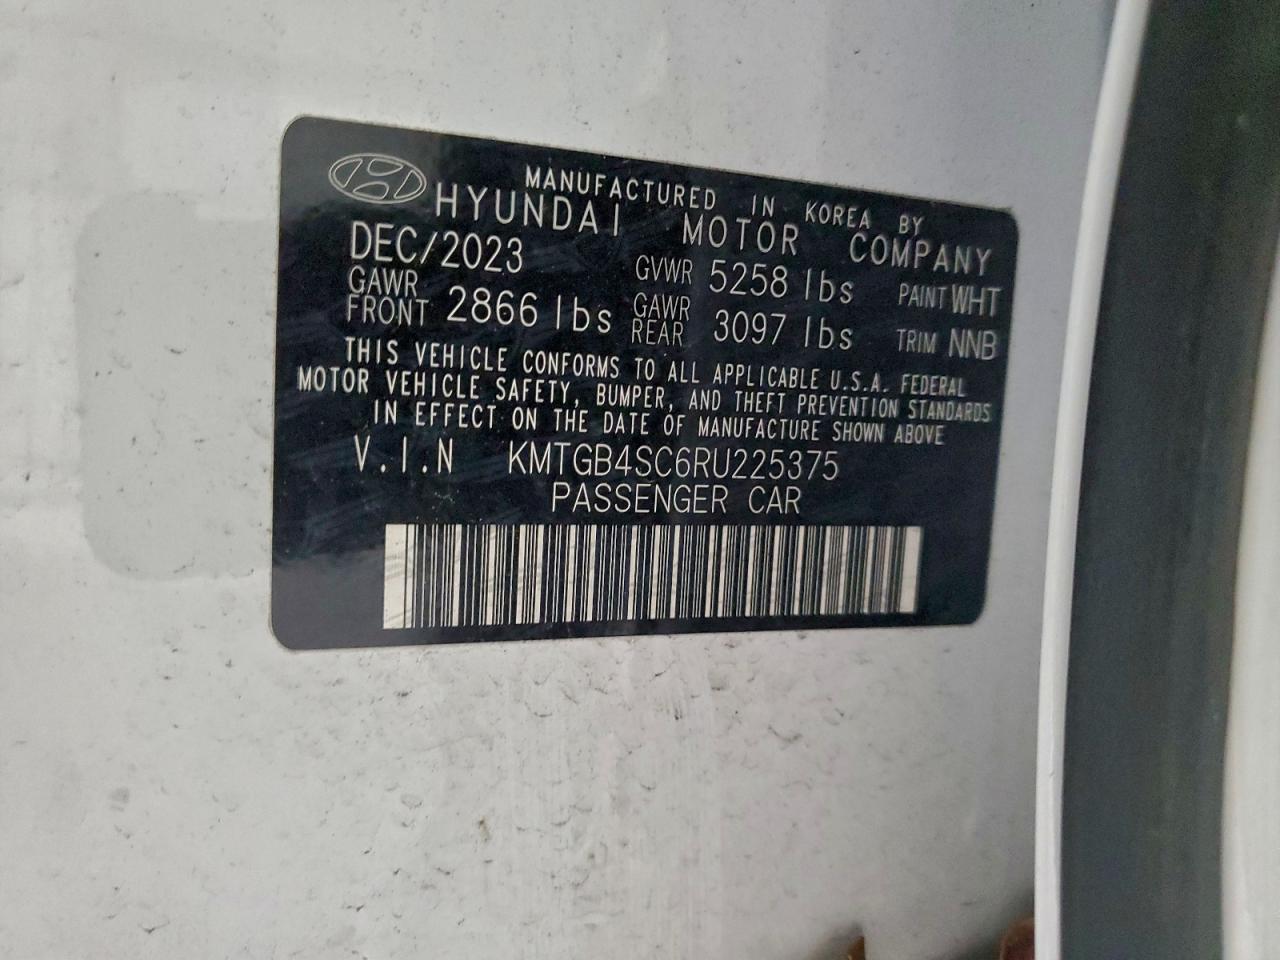 MANUFACTURED IN KOREA BY
HYUNDAI MOTOR COMPANY
DEC/2023 GVWR 5258 lbs PAINT WHT
GAWR FRONT 2866 lbs GAWR REAR 3097 lbs TRIM NNB
THIS VEHICLE CONFORMS TO ALL APPLICABLE U.S.A. FEDERAL
MOTOR VEHICLE SAFETY, BUMPER, AND THEFT PREVENTION STANDARDS
IN EFFECT ON THE DATE OF MANUFACTURE SHOWN ABOVE
V.I.N KMTGB4SC6RU225375
PASSENGER CAR